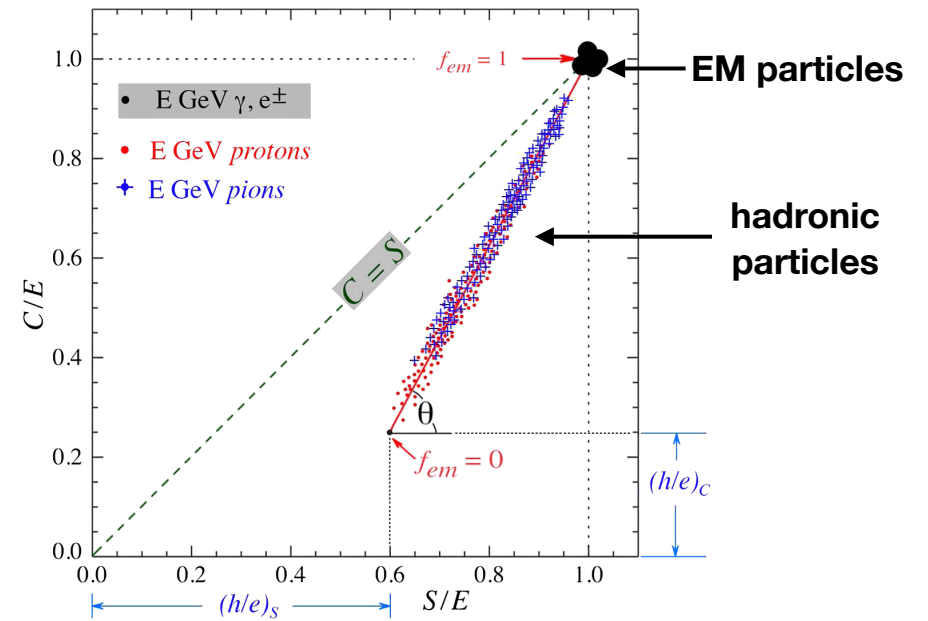 1.0
0.8
0.6
0.4
0.2
0.0
C/E
f_em = 1
EM particles
E GeV γ, e±
E GeV protons
E GeV pions
C = S
hadronic
particles
θ
f_em = 0
(h/e)_C
0.0 0.2 0.4 0.6 0.8 1.0
(h/e)_S
S/E